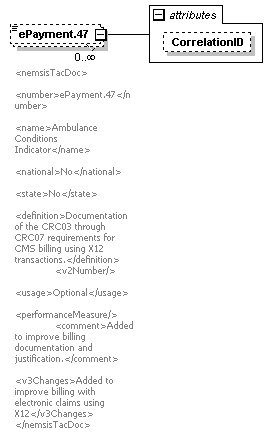 ePayment.47
attributes
CorrelationID
0..∞
<nemsisTacDoc>
<number>ePayment.47</n
umber>
<name>Ambulance
Conditions
Indicator</name>
<national>No</national>
<state>No</state>
<definition>Documentation
of the CRC03 through
CRC07 requirements for
CMS billing using X12
transactions.</definition>
<v2Number/>
<usage>Optional</usage>
<performanceMeasure/>
<comment>Added
to improve billing
documentation and
justification.</comment>
<v3Changes>Added to
improve billing with
electronic claims using
X12</v3Changes>
</nemsisTacDoc>